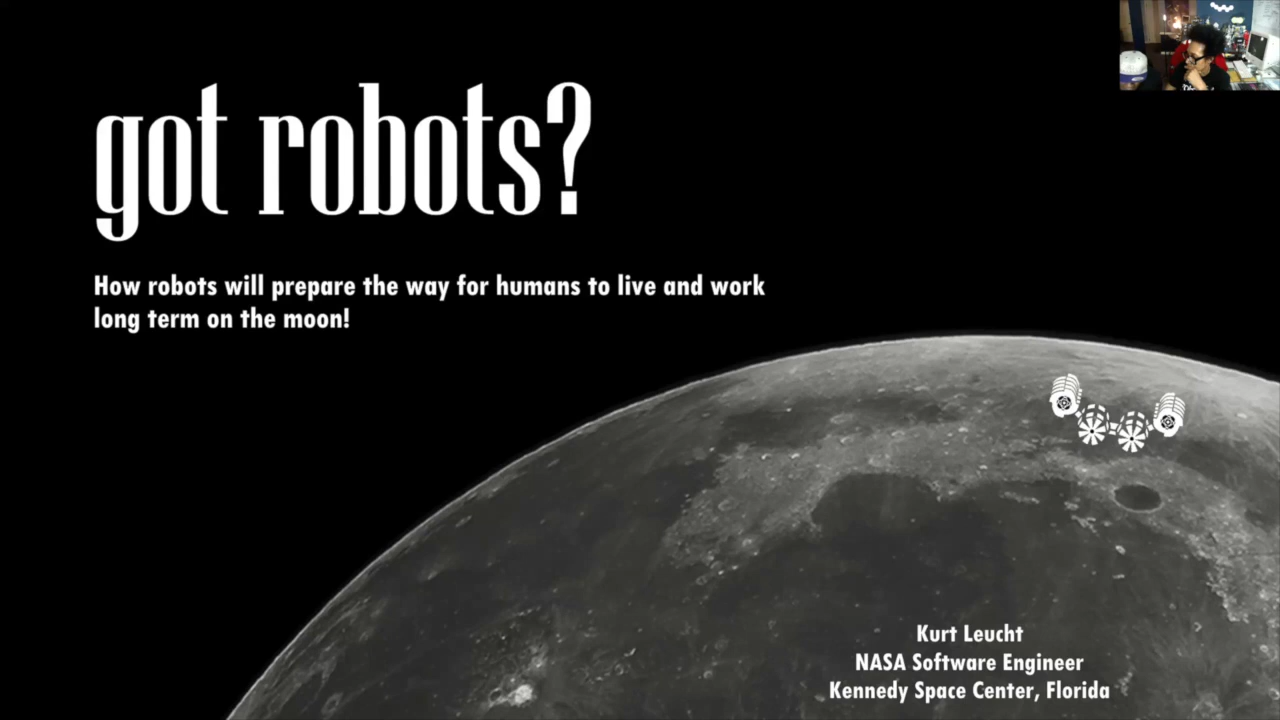 got robots?
How robots will prepare the way for humans to live and work
long term on the moon!
Kurt Leucht
NASA Software Engineer
Kennedy Space Center, Florida